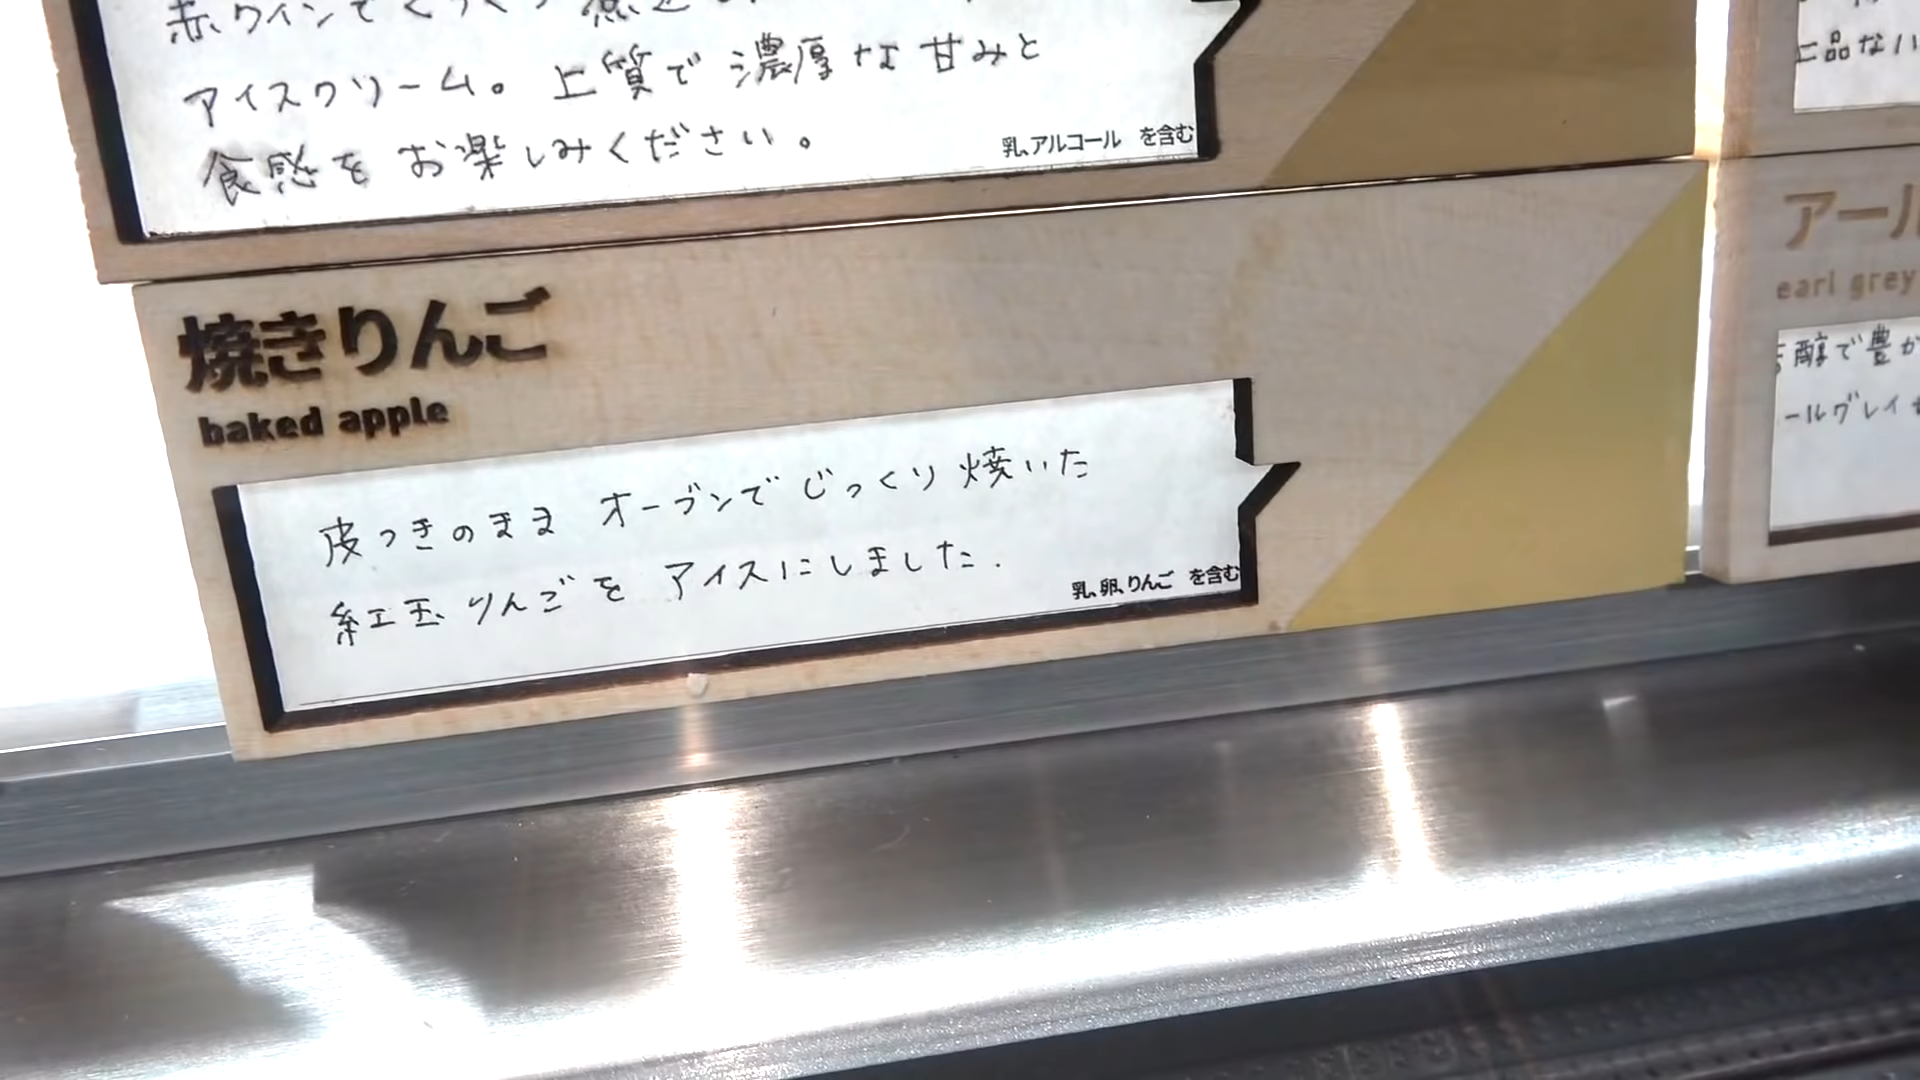 アイスクリーム。上質で濃厚な甘みと
食感をお楽しみください。
乳、アルコール を含む
焼きりんご
baked apple
皮つきのまま オーブンでじっくり焼いた
紅玉りんごを アイスにしました.
乳、卵、りんご を含む
品な
アール
earl grey
醇で豊か
ールグレイ